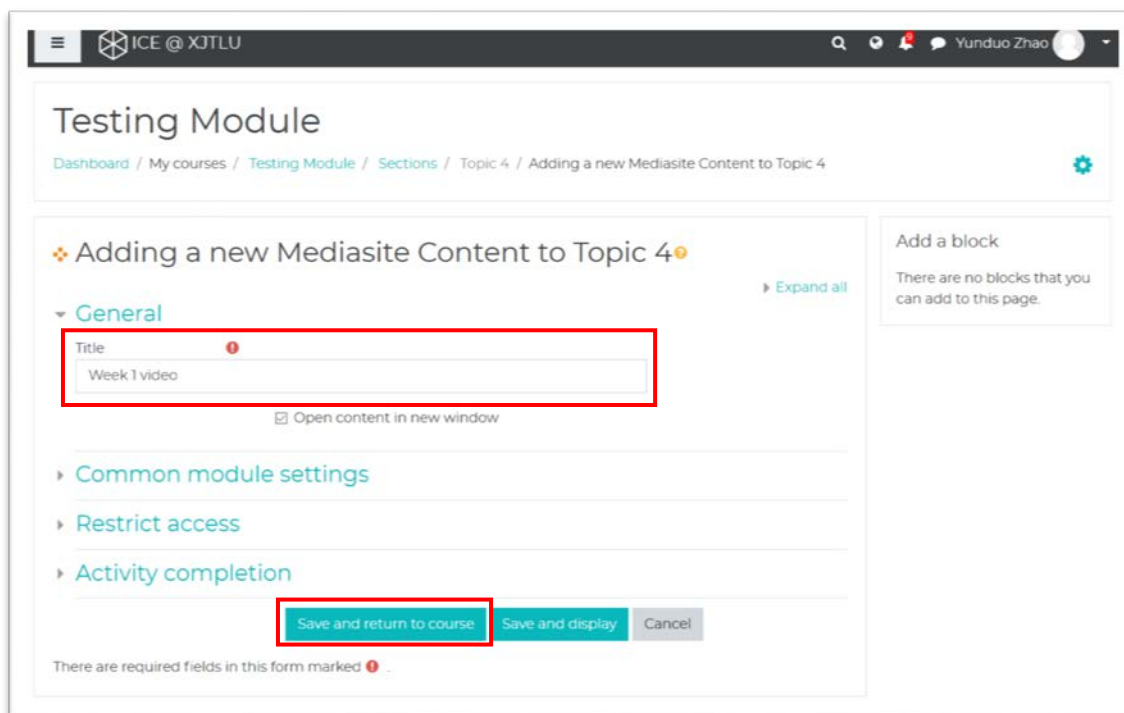 ICE @ XJTLU
Yunduo Zhao
Testing Module
Dashboard / My courses / Testing Module / Sections / Topic 4 / Adding a new Mediasite Content to Topic 4
Adding a new Mediasite Content to Topic 4
Expand all
General
Title
Week 1 video
Open content in new window
Common module settings
Restrict access
Activity completion
Save and return to course Save and display Cancel
There are required fields in this form marked .
Add a block
There are no blocks that you
can add to this page.